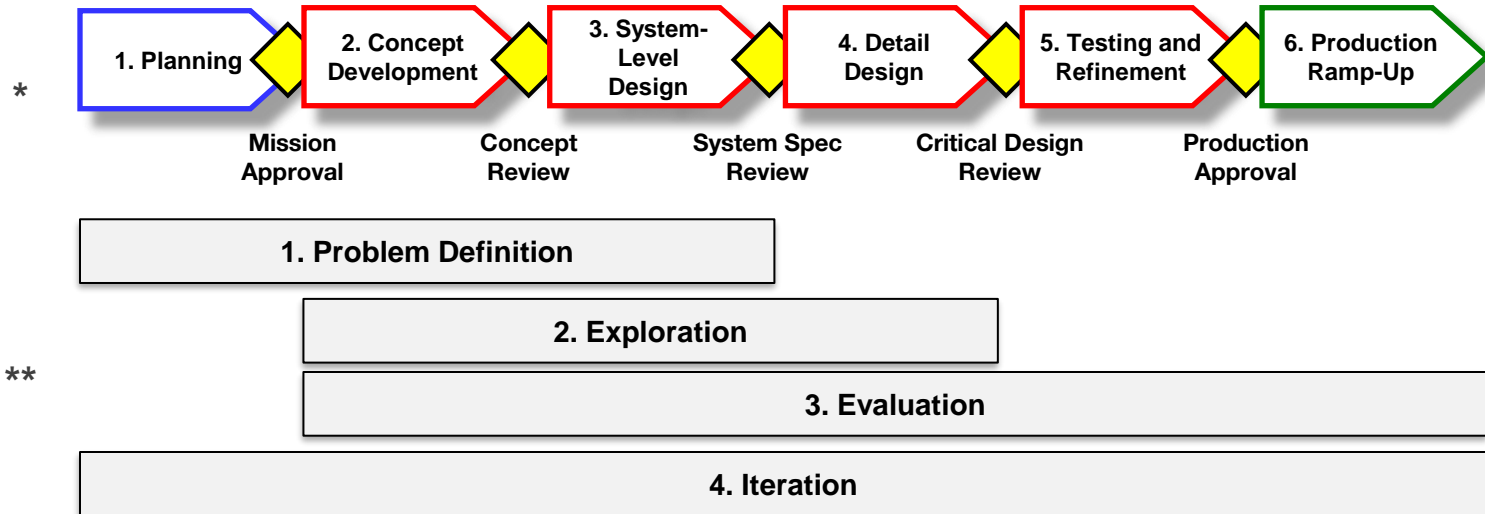 *
1. Planning
2. Concept
Development
3. System-
Level
Design
4. Detail
Design
5. Testing and
Refinement
6. Production
Ramp-Up
Mission
Approval
Concept
Review
System Spec
Review
Critical Design
Review
Production
Approval
1. Problem Definition
2. Exploration
**
3. Evaluation
4. Iteration